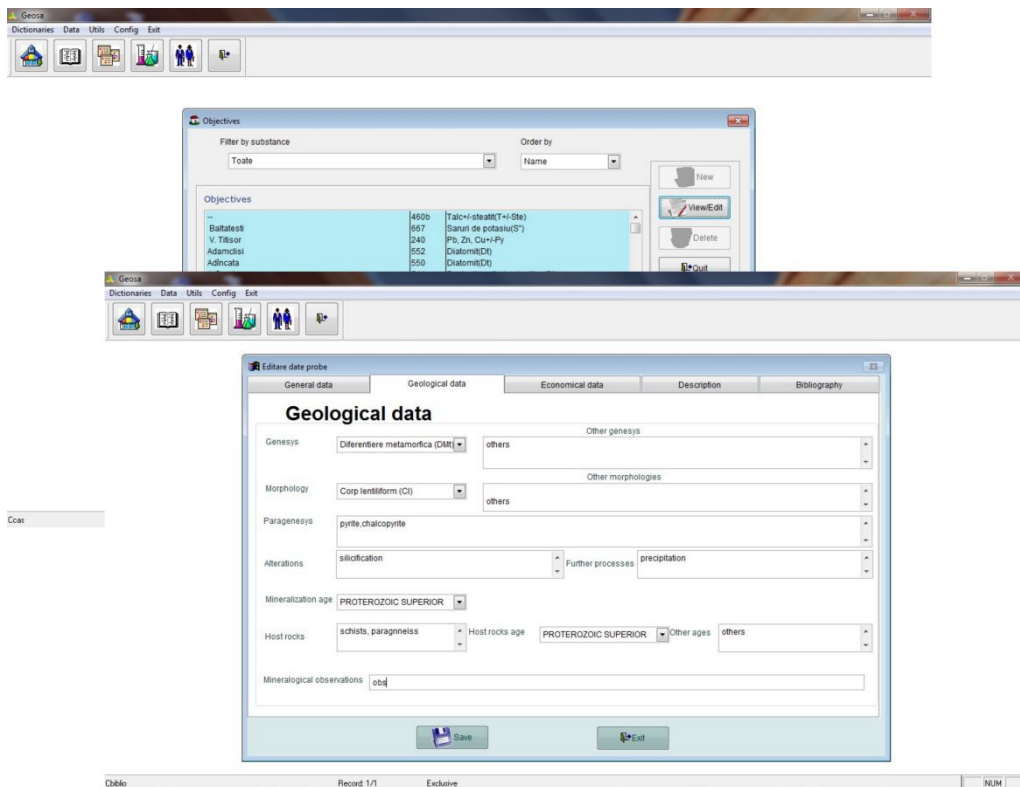 Geosa
Dictionaries Data Utils Config Exit
Objectives
Filter by substance Order by
Toate Name
New
Objectives
View/Edit
-- 460b Talc+/-steatit(T+/-Ste)
Baltatesti 667 Saruri de potasiu(S")
V. Titisor 240 Pb, Zn, Cu+/-Py
Delete
Adamclisi 552 Diatomit(Dt)
Adîncata 550 Diatomit(Dt)
Quit
Geosa
Dictionaries Data Utils Config Exit
Editare date probe
General data Geological data Economical data Description Bibliography
Geological data
Other genesys
Genesys Diferentiere metamorfica (DMt) others
Other morphologies
Morphology Corp lentiliform (Cl)
others
Paragenesys pyrite,chalcopyrite
Ccas
Alterations silicification Further processes precipitation
Mineralization age PROTEROZOIC SUPERIOR
Host rocks schists, paragnneiss Host rocks age PROTEROZOIC SUPERIOR Other ages others
Mineralogical observations obs
Save Exit
Cbiblio Record 1/1 Exclusive NUM